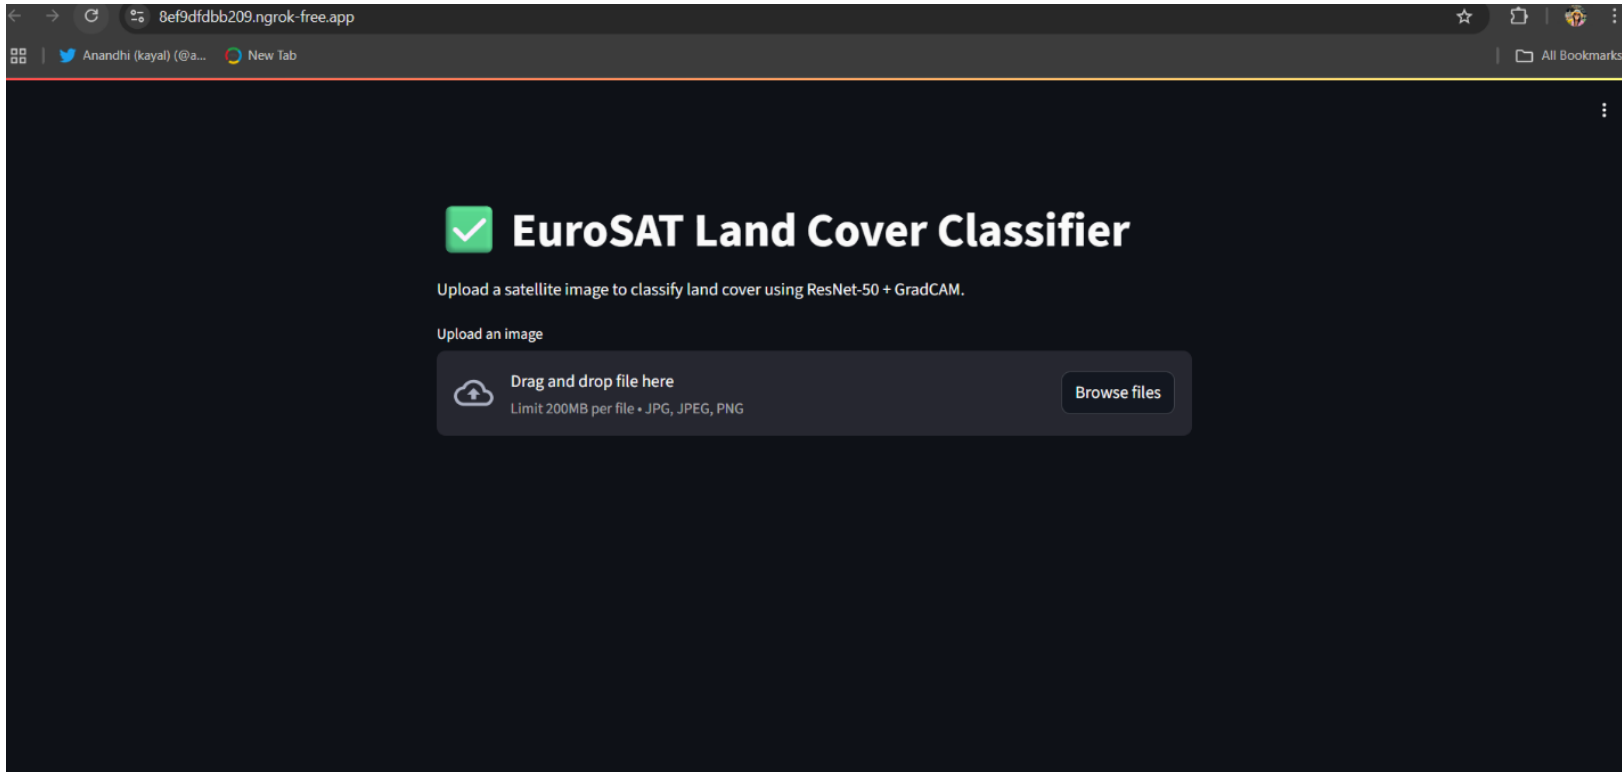 8ef9dfdbb209.ngrok-free.app
Anandhi (kayal) (@a...
New Tab
All Bookmarks
EuroSAT Land Cover Classifier
Upload a satellite image to classify land cover using ResNet-50 + GradCAM.
Upload an image
Drag and drop file here
Limit 200MB per file • JPG, JPEG, PNG
Browse files